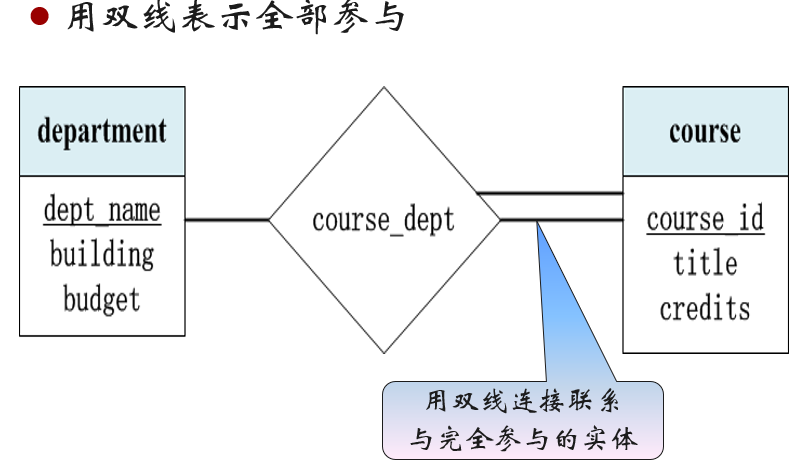 用双线表示全部参与
department
dept_name
building
budget
course_dept
course
course_id
title
credits
用双线连接联系
与完全参与的实体